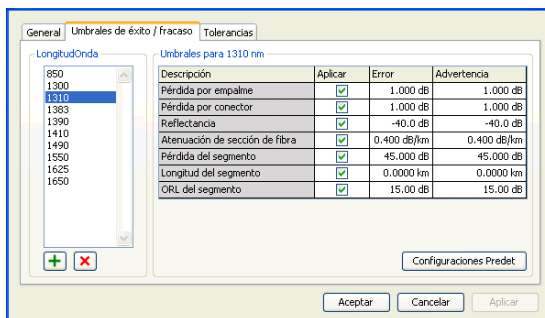 General Umbrales de éxito / fracaso Tolerancias
LongitudOnda
850
1300
1310
1383
1390
1410
1490
1550
1625
1650
Umbrales para 1310 nm
Descripción Aplicar Error Advertencia
Pérdida por empalme 1.000 dB 1.000 dB
Pérdida por conector 1.000 dB 1.000 dB
Reflectancia -40.0 dB -40.0 dB
Atenuación de sección de fibra 0.400 dB/km 0.400 dB/km
Pérdida del segmento 45.000 dB 45.000 dB
Longitud del segmento 0.0000 km 0.0000 km
ORL del segmento 15.00 dB 15.00 dB
Configuraciones Predet
Aceptar Cancelar Aplicar